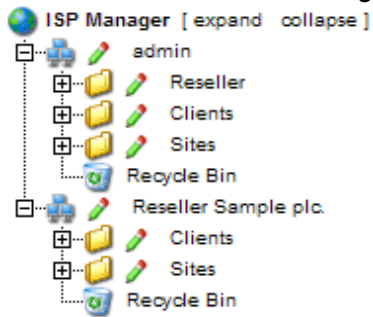 ISP Manager [ expand collapse ]
admin
Reseller
Clients
Sites
Recycle Bin
Reseller Sample plc.
Clients
Sites
Recycle Bin